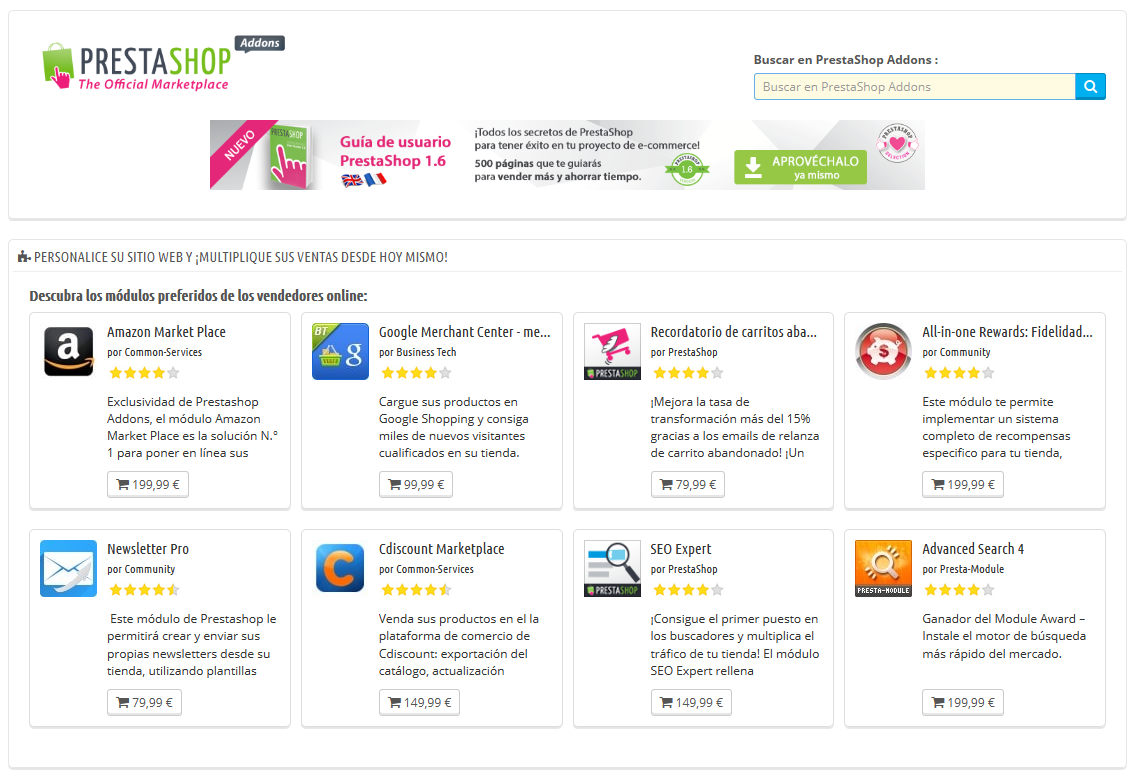 PRESTASHOP Addons
The Official Marketplace
Buscar en PrestaShop Addons :
Buscar en PrestaShop Addons
NUEVO
PRESTASHOP
Guía de usuario
PrestaShop 1.6
¡Todos los secretos de PrestaShop
para tener éxito en tu proyecto de e-commerce!
500 páginas que te guiarás
para vender más y ahorrar tiempo.
PRESTASHOP
1.6
APROVÉCHALO
ya mismo
PRESTASHOP
SELECTION
PERSONALICE SU SITIO WEB Y ¡MULTIPLIQUE SUS VENTAS DESDE HOY MISMO!
Descubra los módulos preferidos de los vendedores online:
a
Amazon Market Place
por Common-Services
Exclusividad de Prestashop
Addons, el módulo Amazon
Market Place es la solución N.°
1 para poner en línea sus
199,99 €
BT
g
Google Merchant Center - me...
por Business Tech
Cargue sus productos en
Google Shopping y consiga
miles de nuevos visitantes
cualificados en su tienda.
99,99 €
PRESTASHOP
Recordatorio de carritos aba...
por PrestaShop
¡Mejora la tasa de
transformación más del 15%
gracias a los emails de relanza
de carrito abandonado! ¡Un
79,99 €
$
All-in-one Rewards: Fidelidad...
por Community
Este módulo te permite
implementar un sistema
completo de recompensas
especifico para tu tienda,
199,99 €
Newsletter Pro
por Community
Este módulo de Prestashop le
permitirá crear y enviar sus
propias newsletters desde su
tienda, utilizando plantillas
79,99 €
C
Cdiscount Marketplace
por Common-Services
Venda sus productos en el la
plataforma de comercio de
Cdiscount: exportación del
catálogo, actualización
149,99 €
PRESTASHOP
SEO Expert
por PrestaShop
¡Consigue el primer puesto en
los buscadores y multiplica el
tráfico de tu tienda! El módulo
SEO Expert rellena
149,99 €
PRESTA-MODULE
Advanced Search 4
por Presta-Module
Ganador del Module Award –
Instale el motor de búsqueda
más rápido del mercado.
199,99 €